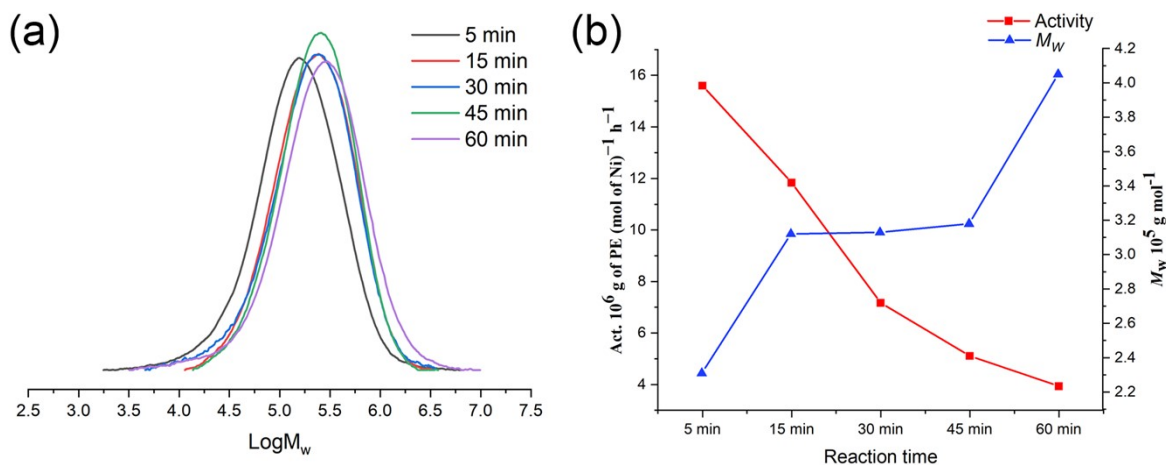 (a)
5 min
15 min
30 min
45 min
60 min
2.5 3.0 3.5 4.0 4.5 5.0 5.5 6.0 6.5 7.0 7.5
LogMw
(b)
Activity
Mw
16
14
12
10
8
6
4
Act. 10⁶ g of PE (mol of Ni)⁻¹ h⁻¹
4.2
4.0
3.8
3.6
3.4
3.2
3.0
2.8
2.6
2.4
2.2
Mw 10⁵ g mol⁻¹
5 min 15 min 30 min 45 min 60 min
Reaction time